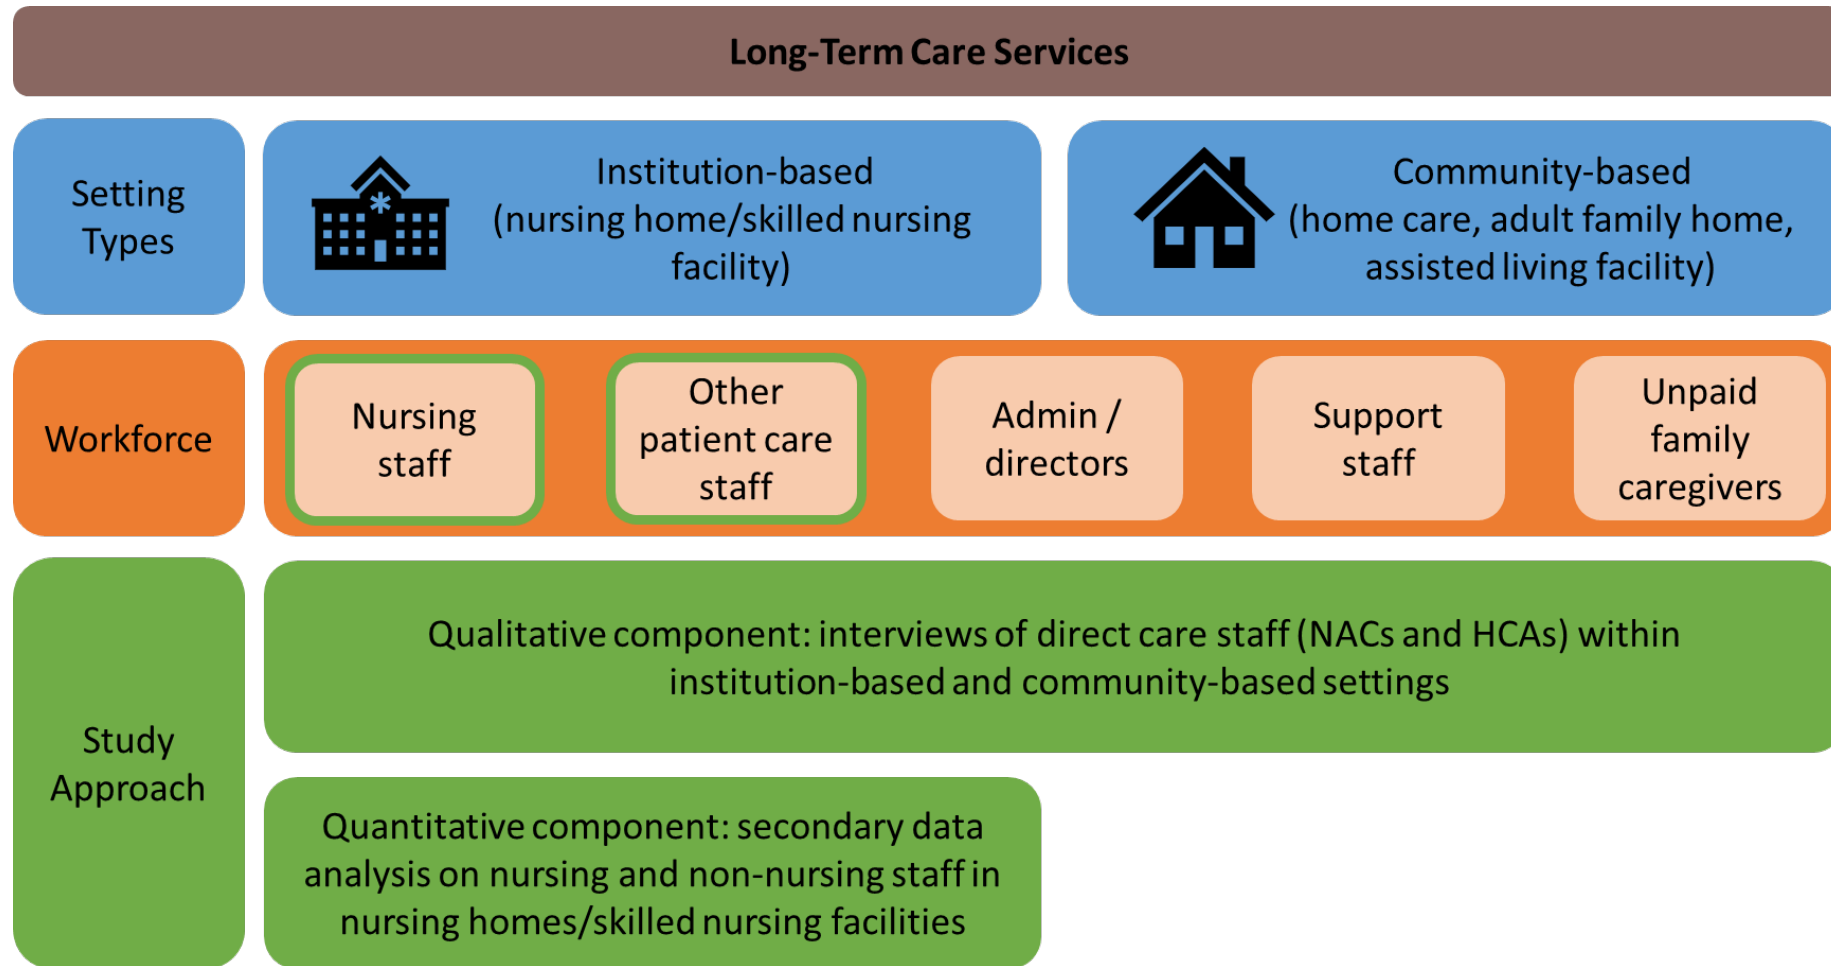 Long-Term Care Services
Setting
Types
Institution-based
(nursing home/skilled nursing
facility)
Community-based
(home care, adult family home,
assisted living facility)
Workforce
Nursing
staff
Other
patient care
staff
Admin /
directors
Support
staff
Unpaid
family
caregivers
Study
Approach
Qualitative component: interviews of direct care staff (NACs and HCAs) within
institution-based and community-based settings
Quantitative component: secondary data
analysis on nursing and non-nursing staff in
nursing homes/skilled nursing facilities